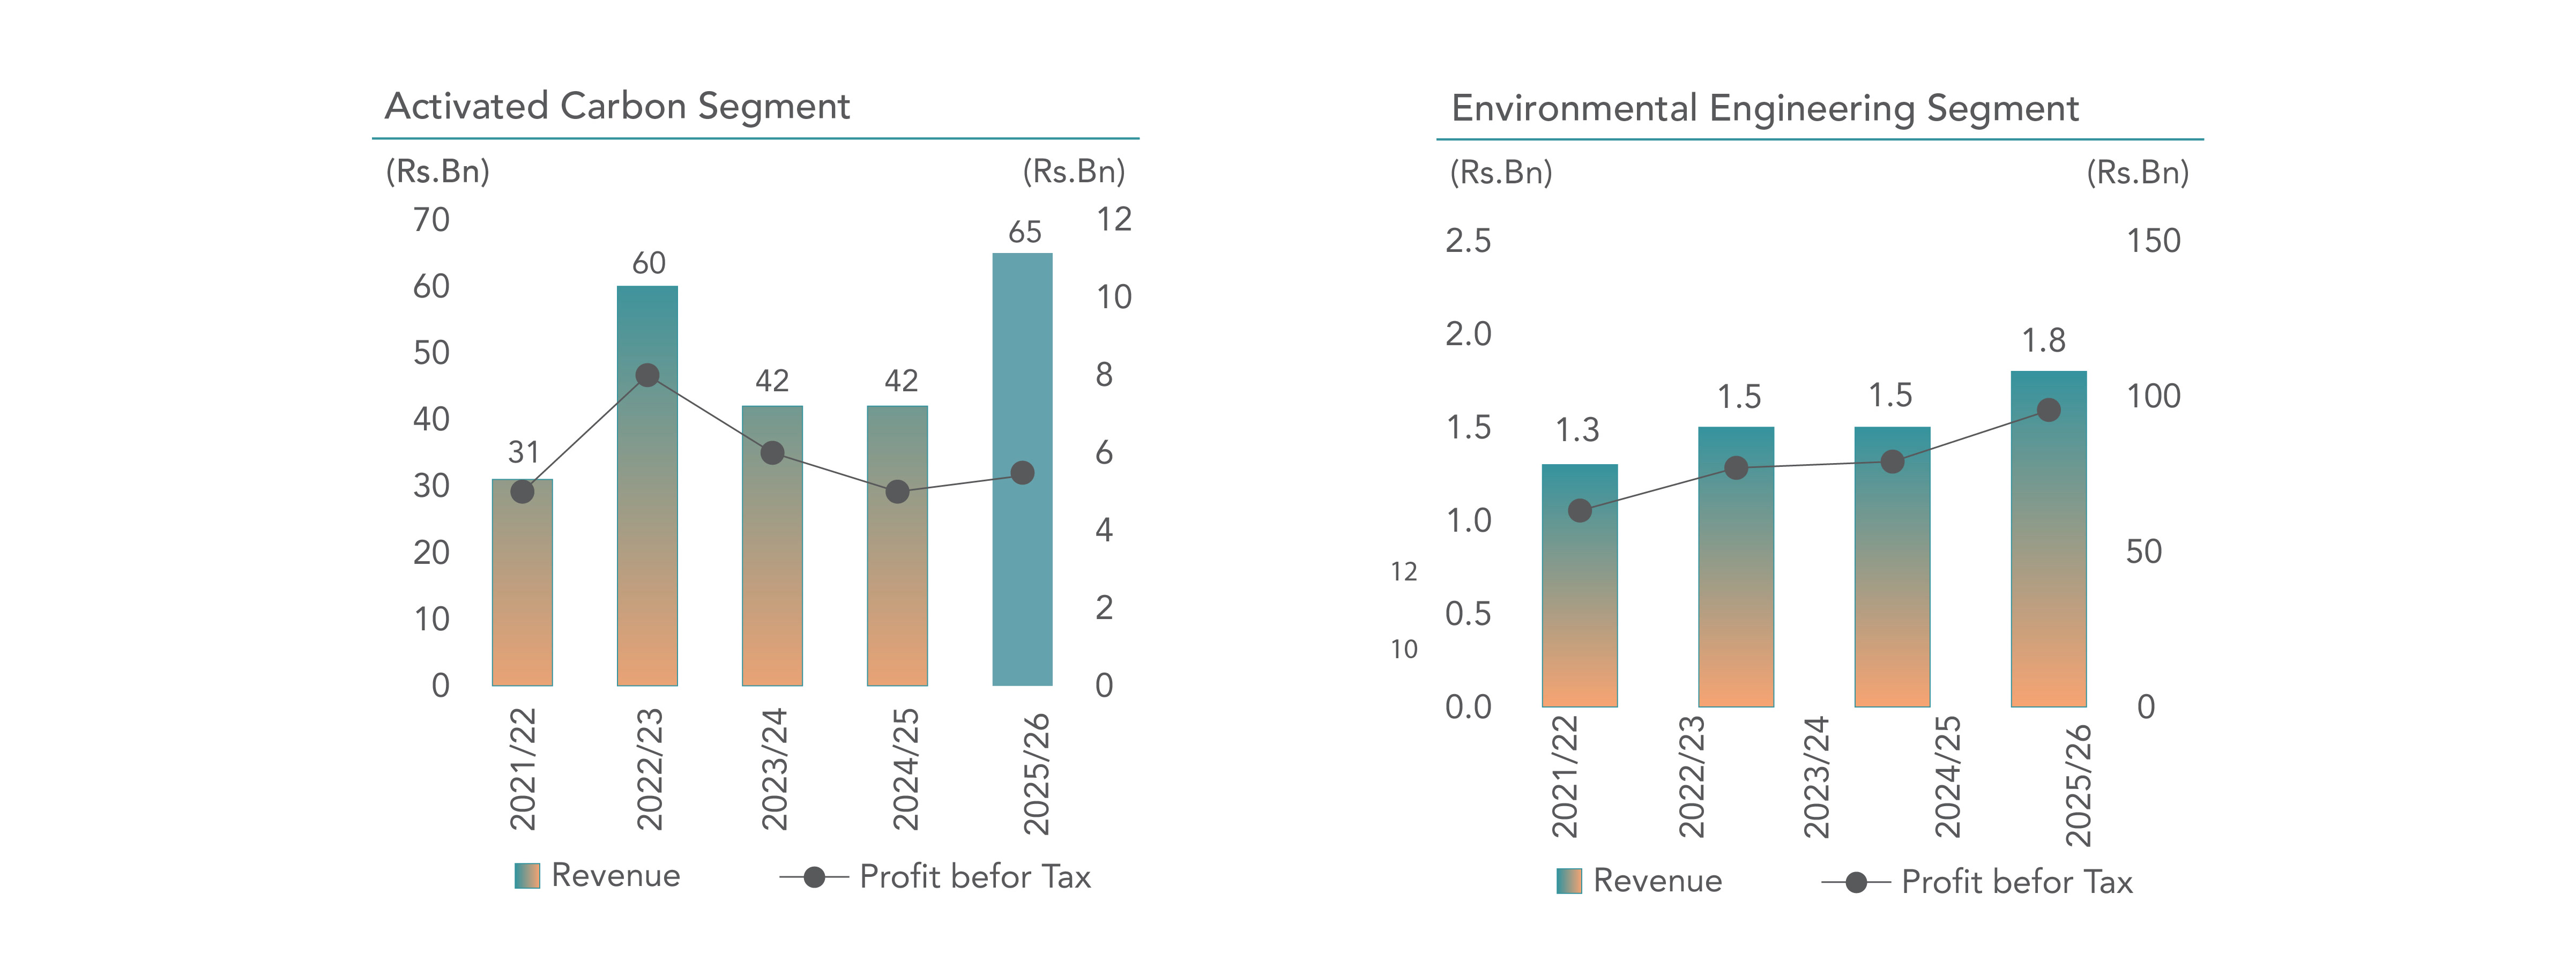 Activated Carbon Segment
(Rs.Bn) (Rs.Bn)
70 12
65
60
60 10
50
42 42 8
40
31 6
30
4
20
2
10
0 0
2021/22 2022/23 2023/24 2024/25 2025/26
Revenue Profit befor Tax
Environmental Engineering Segment
(Rs.Bn) (Rs.Bn)
2.5 150
2.0 1.8
1.5 1.5 100
1.5 1.3
1.0
12 50
0.5
10
0.0 0
2021/22 2022/23 2023/24 2024/25 2025/26
Revenue Profit befor Tax